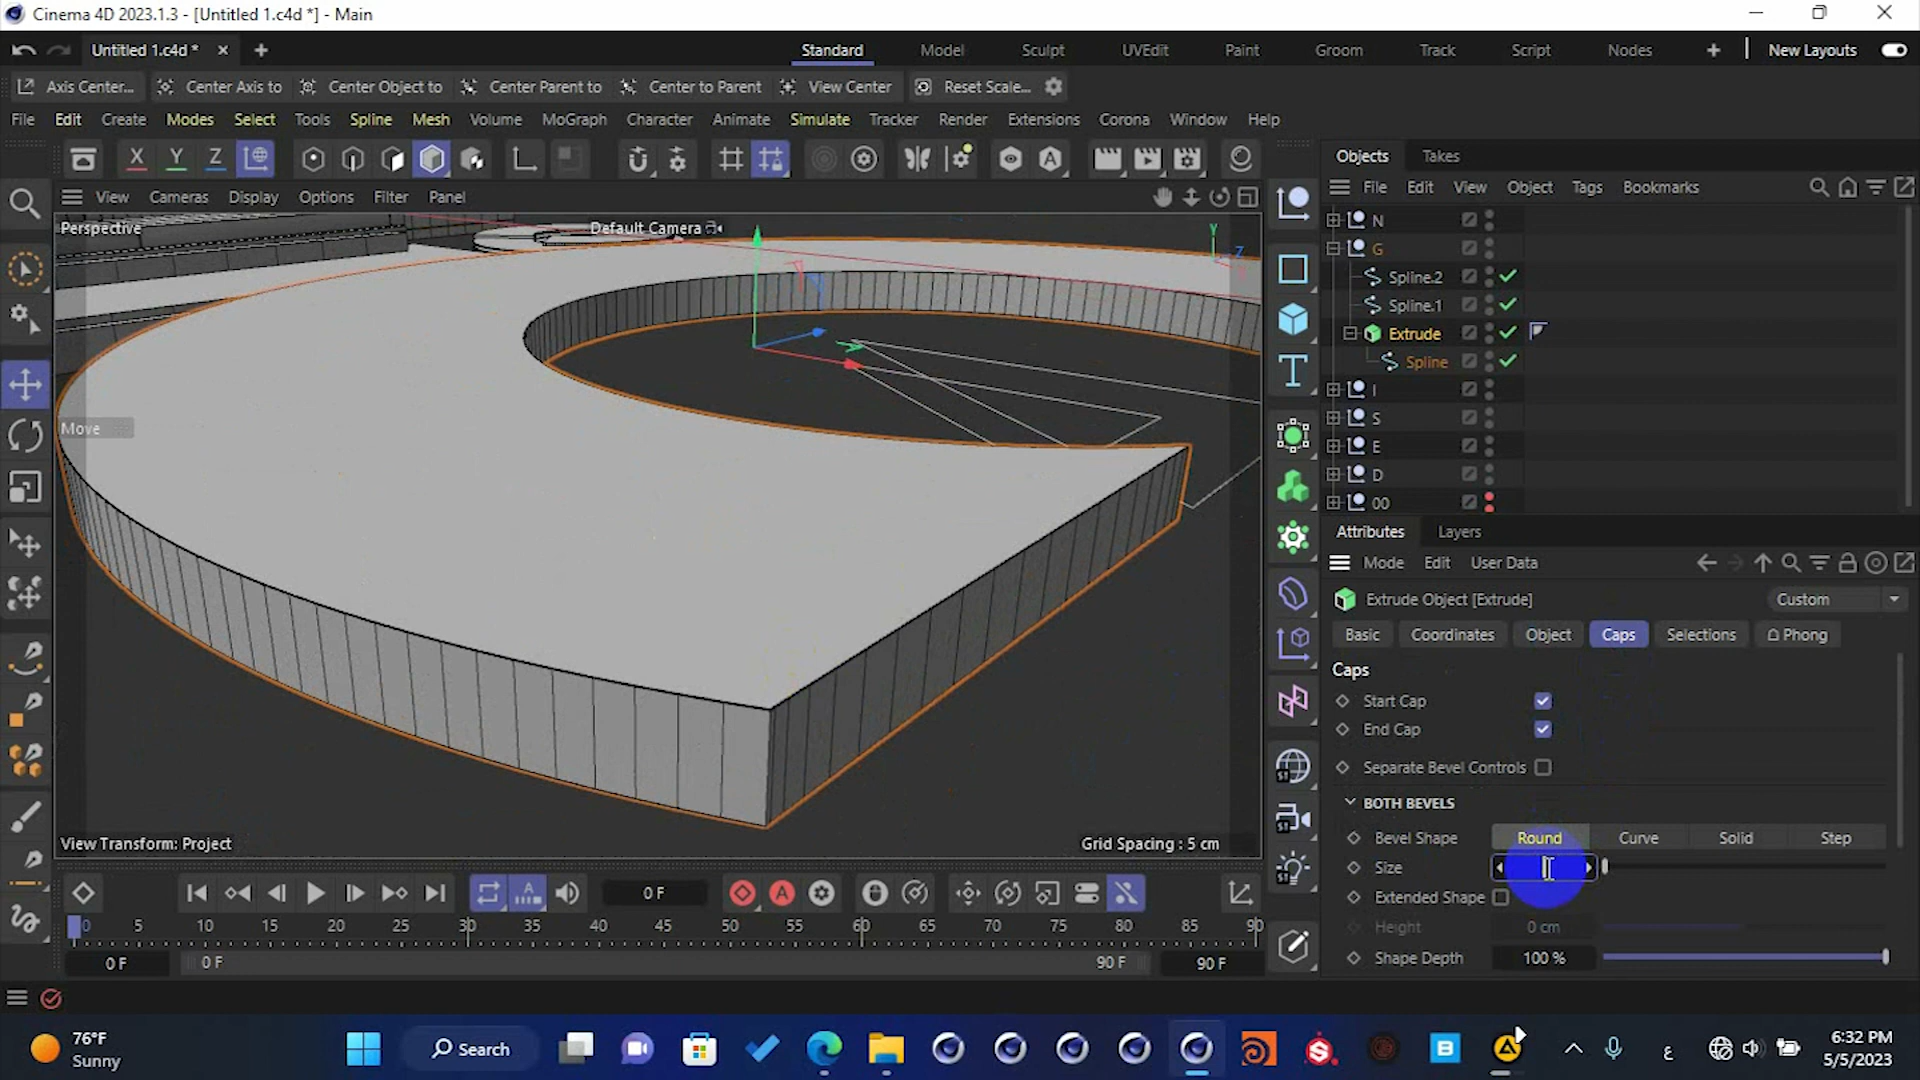 Cinema 4D 2023.1.3 - [Untitled 1.c4d *] - Main
Untitled 1.c4d *
Standard Model Sculpt UVEdit Paint Groom Track Script Nodes New Layouts
Axis Center... Center Axis to Center Object to Center Parent to Center to Parent View Center Reset Scale...
File Edit Create Modes Select Tools Spline Mesh Volume MoGraph Character Animate Simulate Tracker Render Extensions Corona Window Help
X Y Z
Objects Takes
View Cameras Display Options Filter Panel
File Edit View Object Tags Bookmarks
Perspective
Default Camera
Y
Z
N
G
Spline.2
Spline.1
Extrude
Spline
I
S
E
D
00
Move
Attributes Layers
Mode Edit User Data
Extrude Object [Extrude]
Custom
Basic Coordinates Object Caps Selections Phong
Caps
Start Cap
End Cap
Separate Bevel Controls
BOTH BEVELS
Bevel Shape Round Curve Solid Step
Size
Extended Shape
Height 0 cm
Shape Depth 100 %
View Transform: Project
Grid Spacing : 5 cm
0 F
0 5 10 15 20 25 30 35 40 45 50 55 60 65 70 75 80 85 90
0 F 0 F 90 F 90 F
76°F
Sunny
Search
ع
6:32 PM
5/5/2023